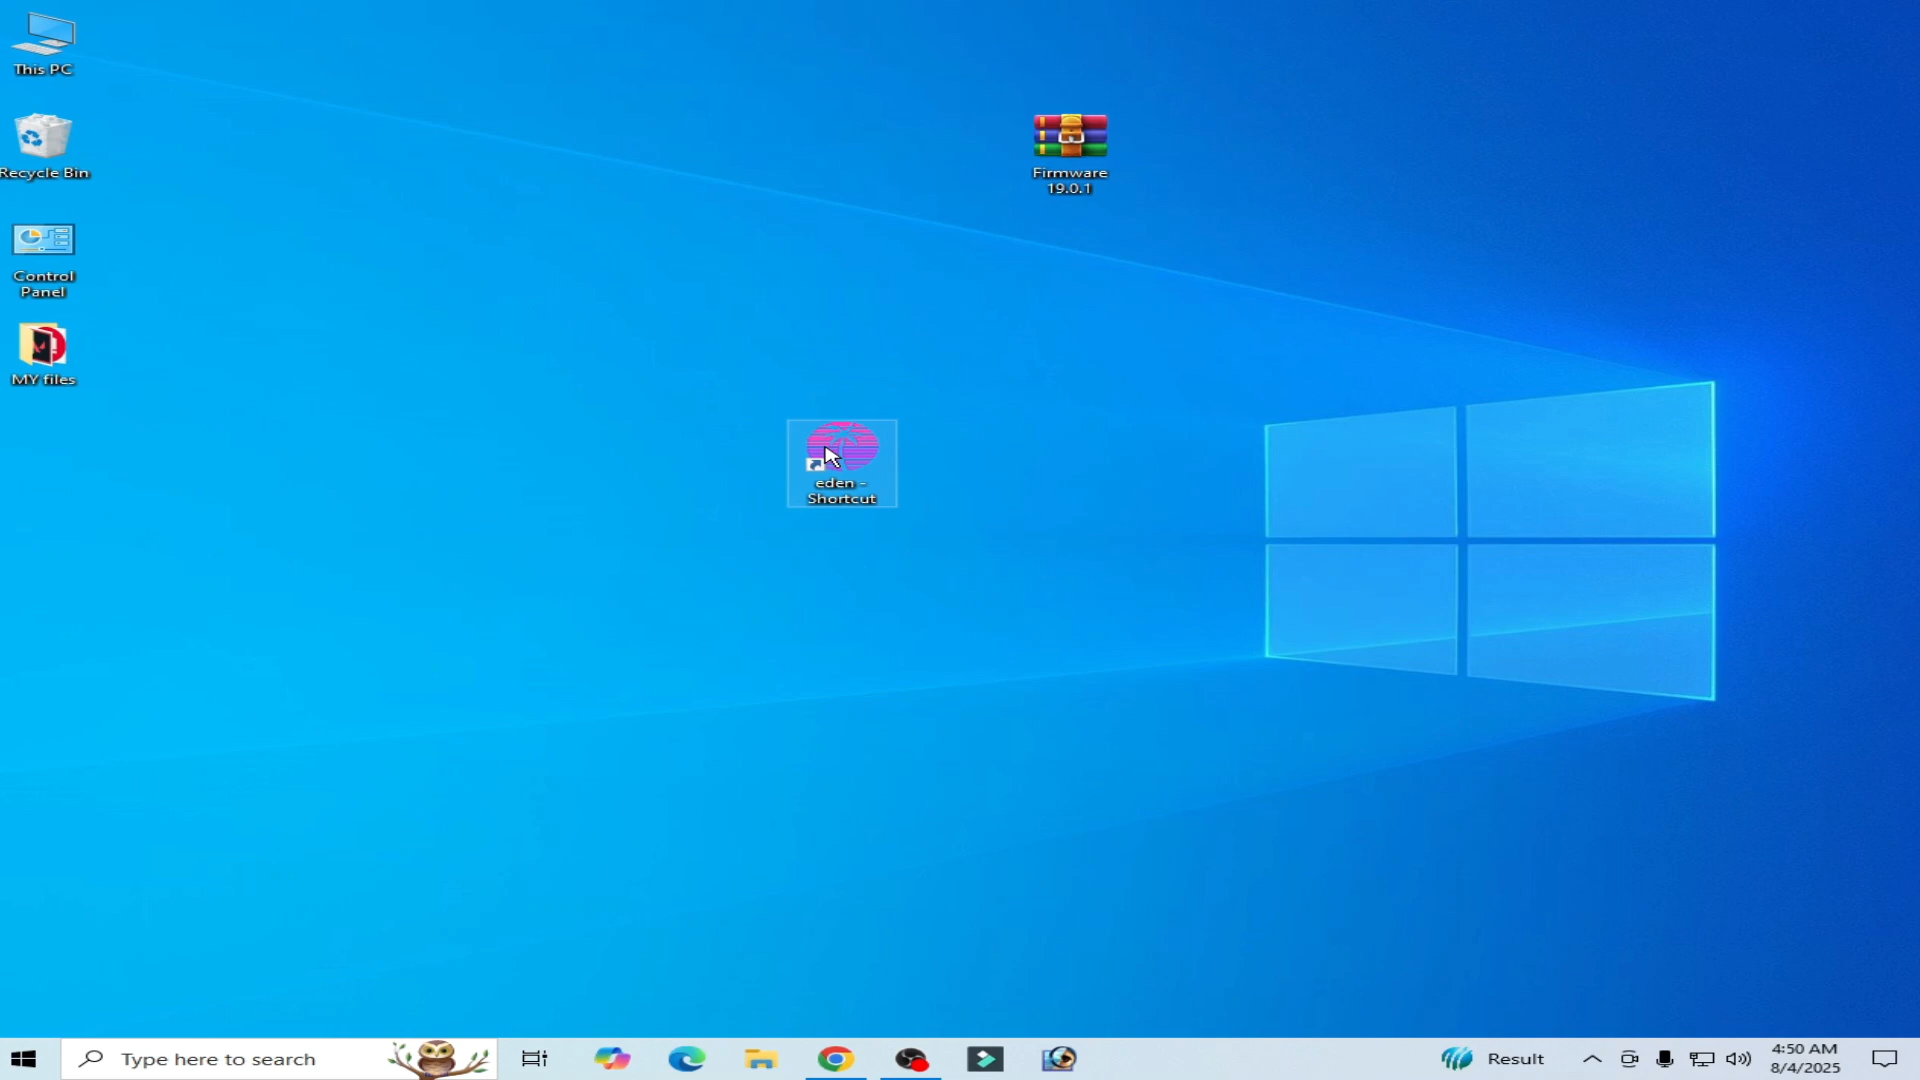 This PC
Recycle Bin
Control
Panel
MY files
Firmware
19.0.1
eden -
Shortcut
Type here to search
Result
4:50 AM
8/4/2025